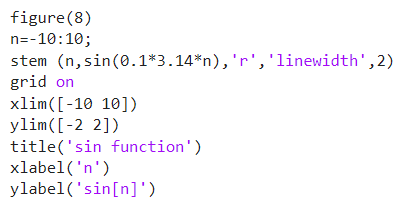 figure(8)
n=-10:10;
stem (n,sin(0.1*3.14*n),'r','linewidth',2)
grid on
xlim([-10 10])
ylim([-2 2])
title('sin function')
xlabel('n')
ylabel('sin[n]')